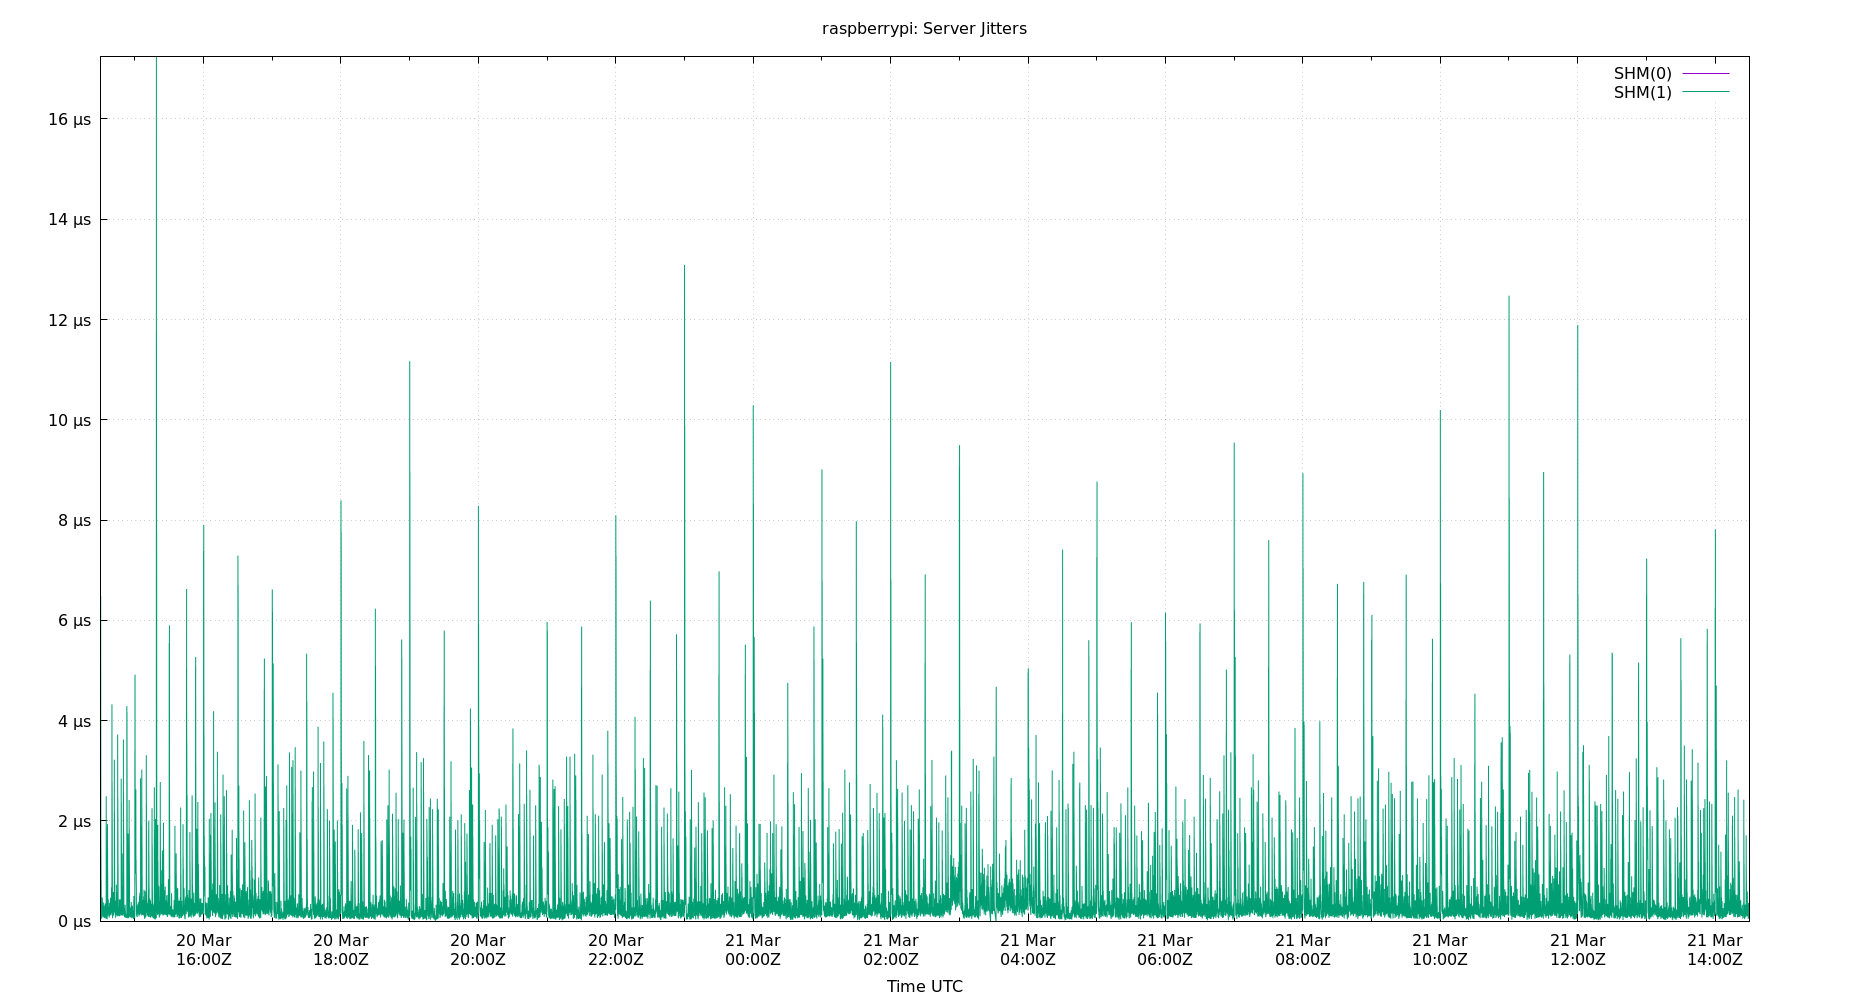 raspberrypi: Server Jitters
SHM(0)
SHM(1)
16 µs
14 µs
12 µs
10 µs
8 µs
6 µs
4 µs
2 µs
0 µs
20 Mar 20 Mar 20 Mar 20 Mar 21 Mar 21 Mar 21 Mar 21 Mar 21 Mar 21 Mar 21 Mar 21 Mar
16:00Z 18:00Z 20:00Z 22:00Z 00:00Z 02:00Z 04:00Z 06:00Z 08:00Z 10:00Z 12:00Z 14:00Z
Time UTC